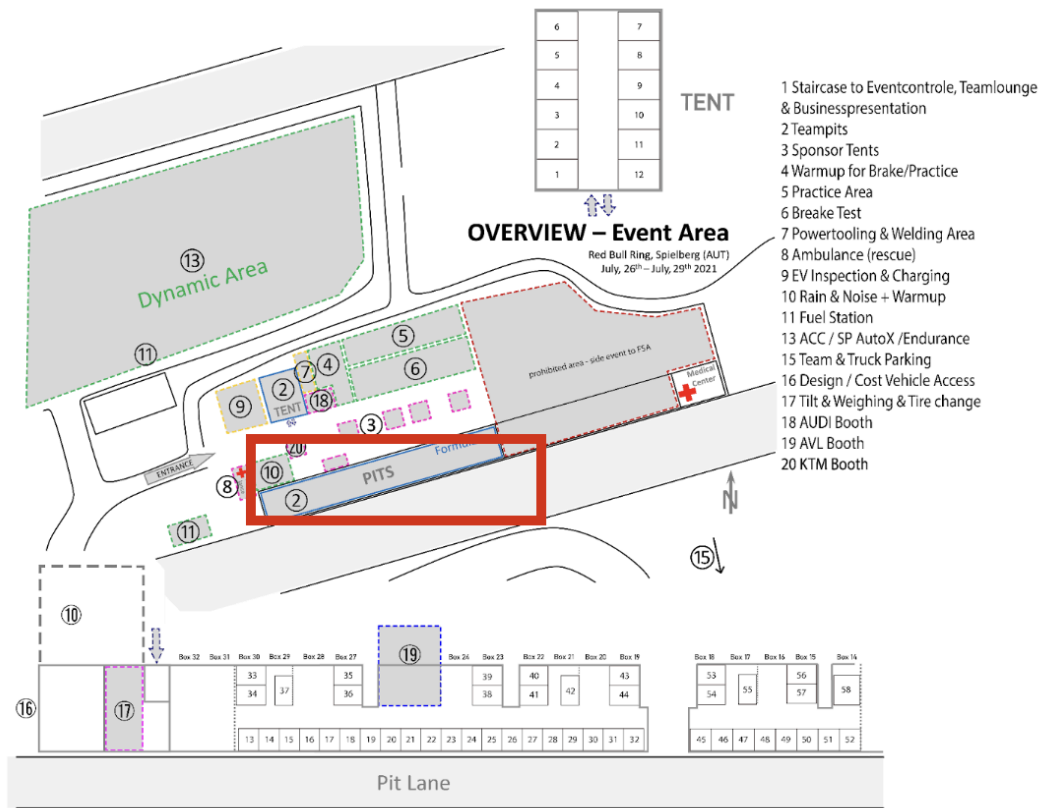 6 7
5 8
4 9
3 10
2 11
1 12
TENT
OVERVIEW – Event Area
Red Bull Ring, Spielberg (AUT)
July, 26th – July, 29th 2021
1 Staircase to Eventcontrole, Teamlounge
& Businesspresentation
2 Teampits
3 Sponsor Tents
4 Warmup for Brake/Practice
5 Practice Area
6 Breake Test
7 Powertooling & Welding Area
8 Ambulance (rescue)
9 EV Inspection & Charging
10 Rain & Noise + Warmup
11 Fuel Station
13 ACC / SP AutoX /Endurance
15 Team & Truck Parking
16 Design / Cost Vehicle Access
17 Tilt & Weighing & Tire change
18 AUDI Booth
19 AVL Booth
20 KTM Booth
13
Dynamic Area
11
5
6
7
4
2
TENT
18
9
3
prohibited area - side event to FSA
Medical
Center
20
ENTRANCE
10
8
PITS
2
11
N
15
10
16
17
19
Box 32 Box 31 Box 30 Box 29 Box 28 Box 27 Box 24 Box 23 Box 22 Box 21 Box 20 Box 19 Box 18 Box 17 Box 16 Box 15 Box 14
33 35 39 40 43 53 56
34 37 36 38 41 42 44 54 55 57 58
13 14 15 16 17 18 19 20 21 22 23 24 25 26 27 28 29 30 31 32 45 46 47 48 49 50 51 52
Pit Lane